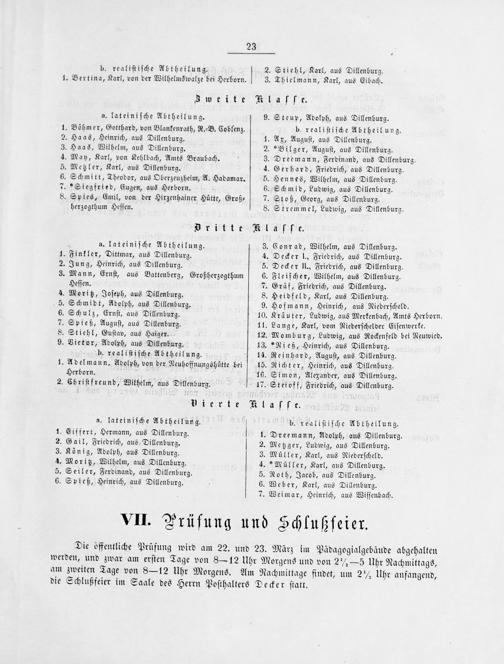 23
b. realistische Abtheilung.
1. Bertina, Karl, von der Wilhelmswalze bei Herborn.
2. Stiehl, Karl, aus Dillenburg.
3. Thielmann, Karl, aus Eibach.
Zweite Klasse.
a. lateinische Abtheilung.
1. Böhmer, Gotthard, von Blankenrath, R.-B. Coblenz.
2. Haas, Heinrich, aus Dillenburg.
3. Haas, Wilhelm, aus Dillenburg.
4. May, Karl, von Kehlbach, Amts Braubach.
5. Metzler, Karl, aus Dillenburg.
6. Schmitt, Theodor, aus Oberzeuzheim, A. Hadamar.
7. *Siegfried, Eugen, aus Herborn.
8. Spies, Emil, von der Hirzenhainer Hütte, Groß-
herzogthum Hessen.
9. Stoup, Adolph, aus Dillenburg.
b. realistische Abtheilung.
1. Ax, August, aus Dillenburg.
2. *Bilger, August, aus Dillenburg.
3. Dreemann, Ferdinand, aus Dillenburg.
4. Gerhard, Friedrich, aus Dillenburg.
5. Hennes, Wilhelm, aus Dillenburg.
6. Schmid, Ludwig, aus Dillenburg.
7. Stoß, Georg, aus Dillenburg.
8. Stremmel, Ludwig, aus Dillenburg.
Dritte Klasse.
a. lateinische Abtheilung.
1. Finkler, Dittmar, aus Dillenburg.
2. Jung, Heinrich, aus Dillenburg.
3. Mann, Ernst, aus Battenberg, Großherzogthum
Hessen.
4. Moritz, Joseph, aus Dillenburg.
5. Schmidt, Adolph, aus Dillenburg.
6. Schulz, Ernst, aus Dillenburg.
7. Spieß, August, aus Dillenburg.
8. Stiehl, Gustav, aus Haiger.
9. Victor, Adolph, aus Dillenburg.
b. realistische Abtheilung.
1. Adelmann, Adolph, von der Neuhoffnungshütte bei
Herborn.
2. Christfreund, Wilhelm, aus Dillenburg.
3. Conrad, Wilhelm, aus Dillenburg.
4. Decker I., Friedrich, aus Dillenburg.
5. Decker II., Friedrich, aus Dillenburg.
6. Fleischer, Wilhelm, aus Dillenburg.
7. Gräf, Friedrich, aus Dillenburg.
8. Heidfeld, Karl, aus Dillenburg.
9. Hofmann, Heinrich, aus Niederscheld.
10. Kräuter, Ludwig, aus Merkenbach, Amts Herborn.
11. Lange, Karl, vom Niederschelder Eisenwerke.
12. Momburg, Ludwig, aus Rockenfeld bei Neuwied.
13. *Nieß, Heinrich, aus Dillenburg.
14. Reinhard, August, aus Dillenburg.
15. Richter, Heinrich, aus Dillenburg.
16. Simon, Alexander, aus Dillenburg.
17. Steioff, Friedrich, aus Dillenburg.
Vierte Klasse.
a. lateinische Abtheilung.
1. Eiffert, Hermann, aus Dillenburg.
2. Gail, Friedrich, aus Dillenburg.
3. König, Adolph, aus Dillenburg.
4. Moritz, Wilhelm, aus Dillenburg.
5. Seiler, Ferdinand, aus Dillenburg.
6. Spieß, Heinrich, aus Dillenburg.
b. realistische Abtheilung.
1. Dreemann, Adolph, aus Dillenburg.
2. Metzger, Ludwig, aus Dillenburg.
3. Müller, Karl, aus Niederscheld.
4. *Müller, Karl, aus Dillenburg.
5. Roth, Jacob, aus Dillenburg.
6. Weber, Karl, aus Dillenburg.
7. Weimar, Heinrich, aus Wissenbach.
VII. Prüfung und Schlußfeier.
Die öffentliche Prüfung wird am 22. und 23. März im Pädagogialgebäude abgehalten
werden, und zwar am ersten Tage von 8—12 Uhr Morgens und von 2½—5 Uhr Nachmittags,
am zweiten Tage von 8—12 Uhr Morgens. Am Nachmittage findet, um 2½ Uhr anfangend,
die Schlußfeier im Saale des Herrn Posthalters Decker statt.